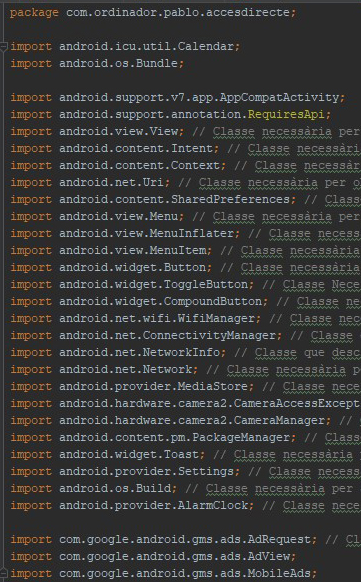 package com.ordinador.pablo.accesdirecte;
import android.icu.util.Calendar;
import android.os.Bundle;
import android.support.v7.app.AppCompatActivity;
import android.support.annotation.RequiresApi;
import android.view.View; // Classe necessària per
import android.content.Intent; // Classe necessàri
import android.content.Context; // Classe necessàr
import android.net.Uri; // Classe necessària per o
import android.content.SharedPreferences; // Class
import android.view.Menu; // Classe necessària per
import android.view.MenuInflater; // Classe necess
import android.view.MenuItem; // Classe necessària
import android.widget.Button; // Classe necessària
import android.widget.ToggleButton; // Classe Nece
import android.widget.CompoundButton; // Classe ne
import android.net.wifi.WifiManager; // Classe nec
import android.net.ConnectivityManager; // Classe
import android.net.NetworkInfo; // Classe que desc
import android.net.Network; // Classe necessària p
import android.provider.MediaStore; // Classe nece
import android.hardware.camera2.CameraAccessExcept
import android.hardware.camera2.CameraManager; //
import android.content.pm.PackageManager; // Class
import android.widget.Toast; // Classe necessària
import android.provider.Settings; // Classe necess
import android.os.Build; // Classe necessària per
import android.provider.AlarmClock; // Classe nece
import com.google.android.gms.ads.AdRequest; // Cl
import com.google.android.gms.ads.AdView;
import com.google.android.gms.ads.MobileAds;